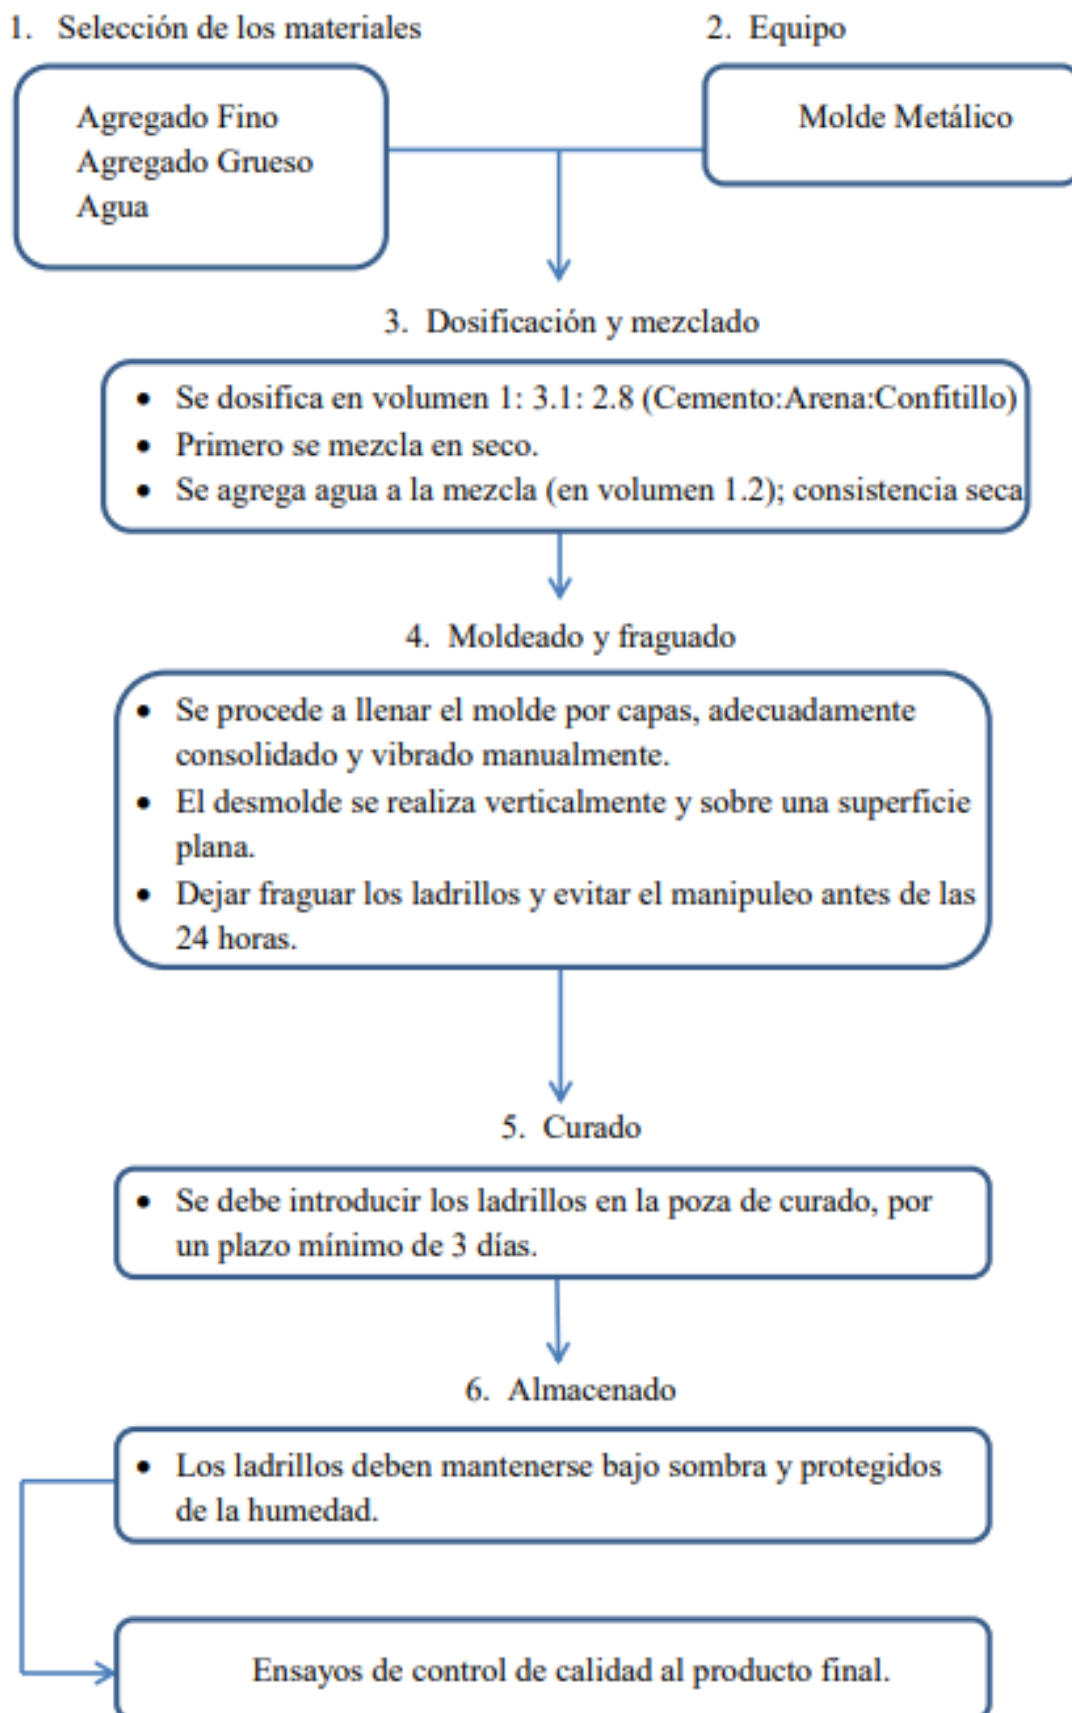 1. Selección de los materiales
2. Equipo
Agregado Fino
Agregado Grueso
Agua
Molde Metálico
3. Dosificación y mezclado
• Se dosifica en volumen 1: 3.1: 2.8 (Cemento:Arena:Confitillo)
• Primero se mezcla en seco.
• Se agrega agua a la mezcla (en volumen 1.2); consistencia seca
4. Moldeado y fraguado
• Se procede a llenar el molde por capas, adecuadamente
consolidado y vibrado manualmente.
• El desmolde se realiza verticalmente y sobre una superficie
plana.
• Dejar fraguar los ladrillos y evitar el manipuleo antes de las
24 horas.
5. Curado
• Se debe introducir los ladrillos en la poza de curado, por
un plazo mínimo de 3 días.
6. Almacenado
• Los ladrillos deben mantenerse bajo sombra y protegidos
de la humedad.
Ensayos de control de calidad al producto final.